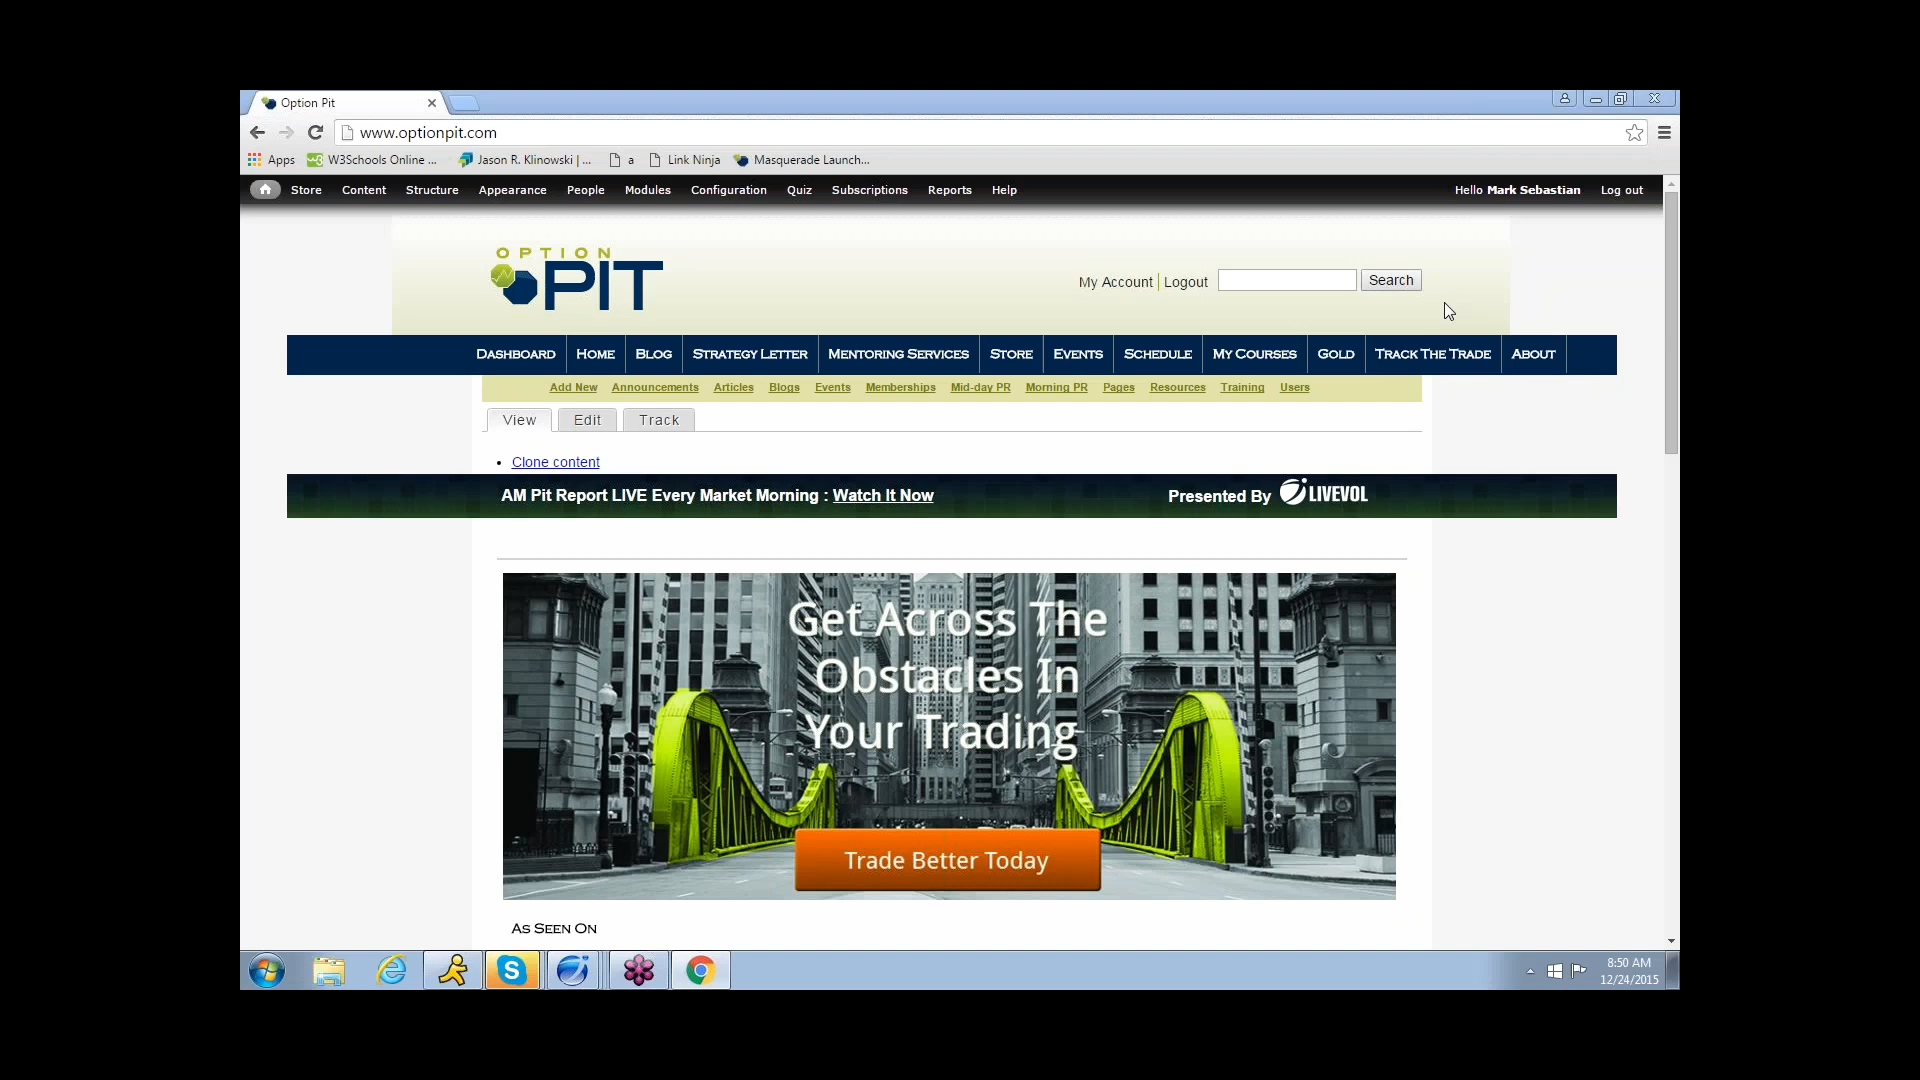 Option Pit
www.optionpit.com
Apps W3Schools Online ... Jason R. Klinowski | ... a Link Ninja Masquerade Launch...
Store Content Structure Appearance People Modules Configuration Quiz Subscriptions Reports Help Hello Mark Sebastian Log out
OPTION
PIT
My Account Logout Search
Dashboard Home Blog Strategy Letter Mentoring Services Store Events Schedule My Courses Gold Track The Trade About
Add New Announcements Articles Blogs Events Memberships Mid-day PR Morning PR Pages Resources Training Users
View Edit Track
Clone content
AM Pit Report LIVE Every Market Morning : Watch It Now Presented By LIVEVOL
Get Across The
Obstacles In
Your Trading
Trade Better Today
As Seen On
8:50 AM
12/24/2015